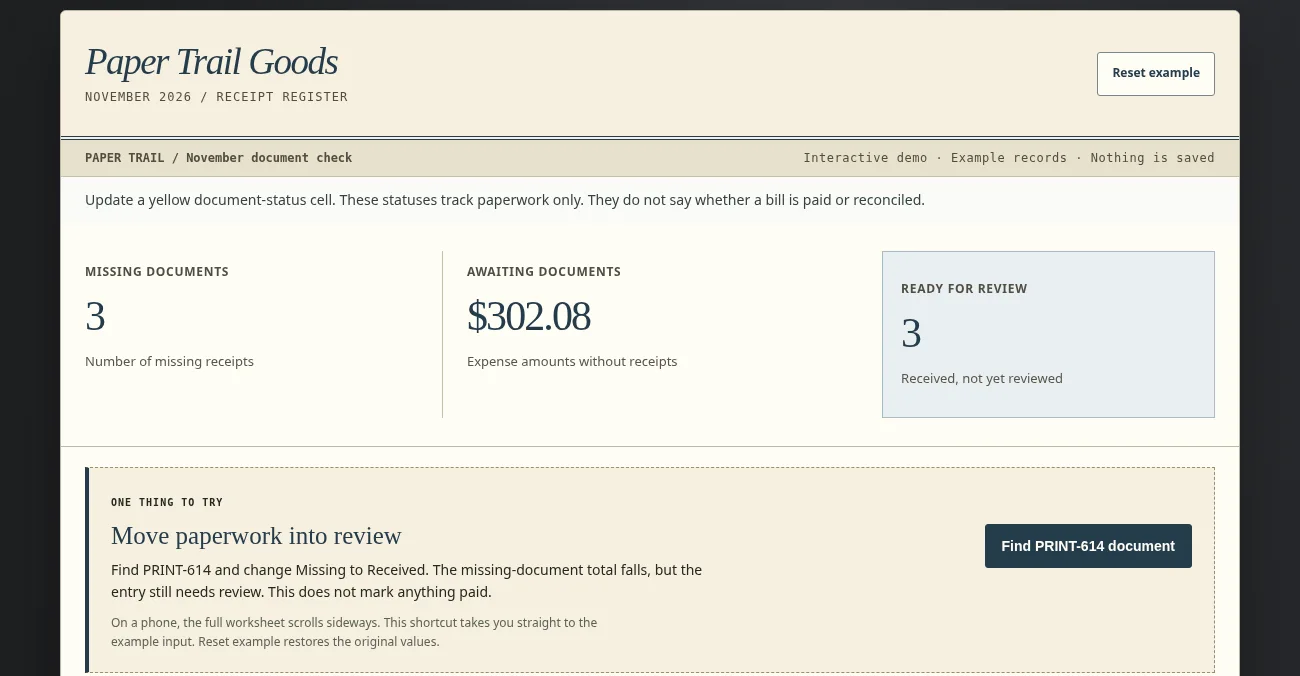 Paper Trail Goods
NOVEMBER 2026 / RECEIPT REGISTER
Reset example
PAPER TRAIL / November document check
Interactive demo · Example records · Nothing is saved
Update a yellow document-status cell. These statuses track paperwork only. They do not say whether a bill is paid or reconciled.
MISSING DOCUMENTS
3
Number of missing receipts
AWAITING DOCUMENTS
$302.08
Expense amounts without receipts
READY FOR REVIEW
3
Received, not yet reviewed
ONE THING TO TRY
Move paperwork into review
Find PRINT-614 and change Missing to Received. The missing-document total falls, but the
entry still needs review. This does not mark anything paid.
On a phone, the full worksheet scrolls sideways. This shortcut takes you straight to the
example input. Reset example restores the original values.
Find PRINT-614 document